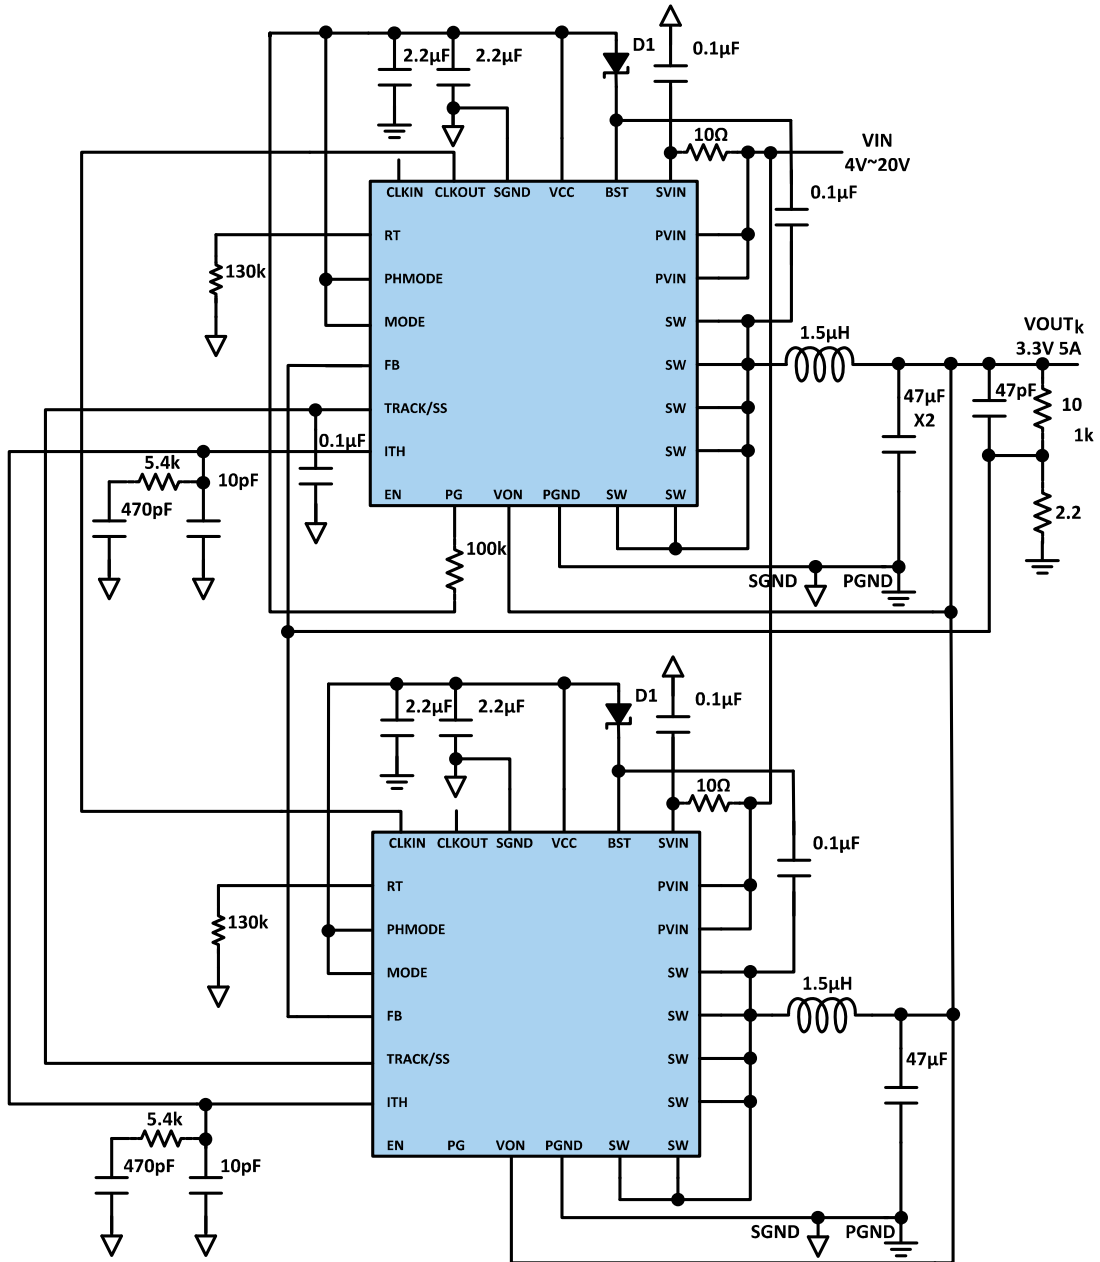 2.2µF
2.2µF
D1
0.1µF
10Ω
VIN
4V~20V
0.1µF
CLKIN
CLKOUT
SGND
VCC
BST
SVIN
RT
PVIN
130k
PHMODE
PVIN
MODE
SW
1.5µH
VOUTk
3.3V 5A
FB
SW
47µF
X2
47pF
10
1k
TRACK/SS
SW
0.1µF
ITH
SW
5.4k
10pF
470pF
EN
PG
VON
PGND
SW
SW
2.2
100k
SGND
PGND
2.2µF
2.2µF
D1
0.1µF
10Ω
0.1µF
CLKIN
CLKOUT
SGND
VCC
BST
SVIN
RT
PVIN
130k
PHMODE
PVIN
MODE
SW
1.5µH
FB
SW
47µF
TRACK/SS
SW
ITH
SW
5.4k
470pF
10pF
EN
PG
VON
PGND
SW
SW
SGND
PGND